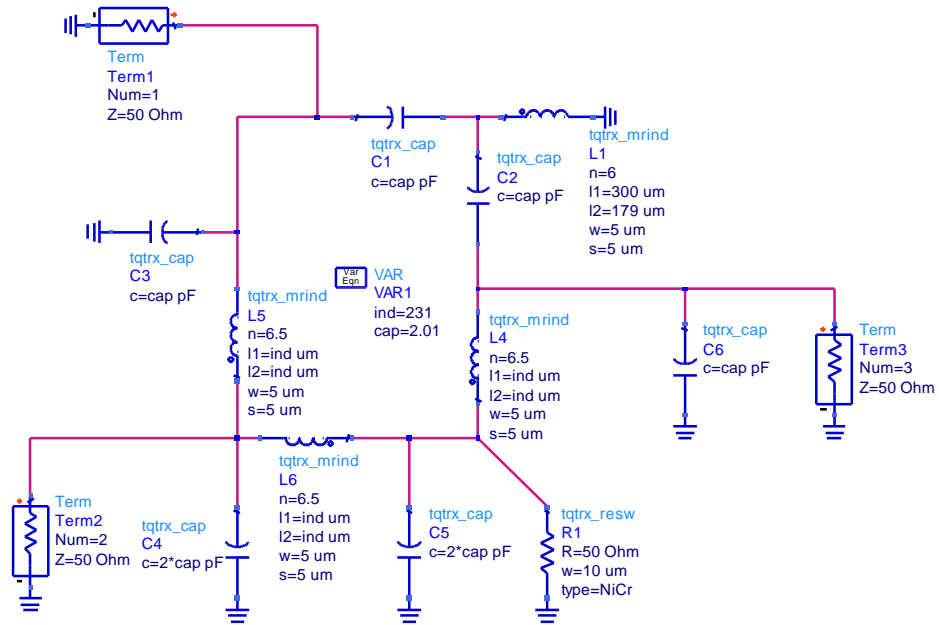 Term
Term1
Num=1
Z=50 Ohm
tqtrx_cap
C1
c=cap pF
tqtrx_cap
C2
c=cap pF
tqtrx_mrind
L1
n=6
l1=300 um
l2=179 um
w=5 um
s=5 um
tqtrx_cap
C3
c=cap pF
tqtrx_mrind
L5
n=6.5
l1=ind um
l2=ind um
w=5 um
s=5 um
Var
Eqn
VAR
VAR1
ind=231
cap=2.01
tqtrx_mrind
L4
n=6.5
l1=ind um
l2=ind um
w=5 um
s=5 um
tqtrx_cap
C6
c=cap pF
Term
Term3
Num=3
Z=50 Ohm
Term
Term2
Num=2
Z=50 Ohm
tqtrx_cap
C4
c=2*cap pF
tqtrx_mrind
L6
n=6.5
l1=ind um
l2=ind um
w=5 um
s=5 um
tqtrx_cap
C5
c=2*cap pF
tqtrx_resw
R1
R=50 Ohm
w=10 um
type=NiCr